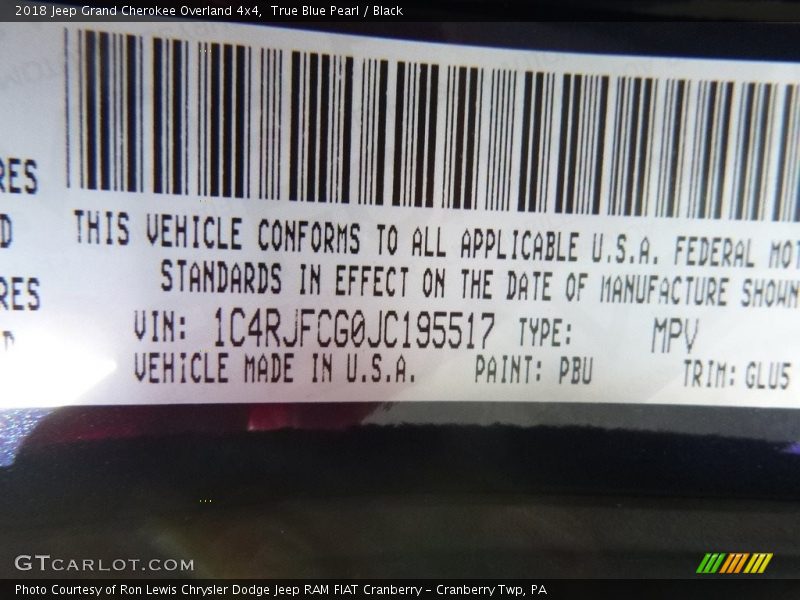 2018 Jeep Grand Cherokee Overland 4x4, True Blue Pearl / Black
RES
D
RES
THIS VEHICLE CONFORMS TO ALL APPLICABLE U.S.A. FEDERAL MOT
STANDARDS IN EFFECT ON THE DATE OF MANUFACTURE SHOWN
VIN: 1C4RJFCG0JC195517 TYPE: MPV
VEHICLE MADE IN U.S.A. PAINT: PBU TRIM: GLU5
GTCARLOT.COM
Photo Courtesy of Ron Lewis Chrysler Dodge Jeep RAM FIAT Cranberry – Cranberry Twp, PA